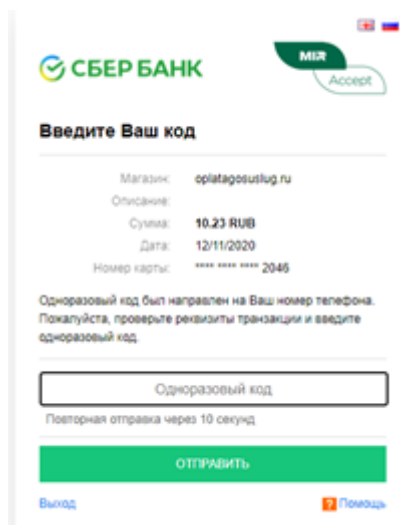 СБЕР БАНК
MIR
Accept
Введите Ваш код
Магазин: oplatagosuslug.ru
Описание:
Сумма: 10.23 RUB
Дата: 12/11/2020
Номер карты: **** **** **** 2046
Одноразовый код был направлен на Ваш номер телефона.
Пожалуйста, проверьте реквизиты транзакции и введите
одноразовый код.
Одноразовый код
Повторная отправка через 10 секунд
ОТПРАВИТЬ
Выход
? Помощь